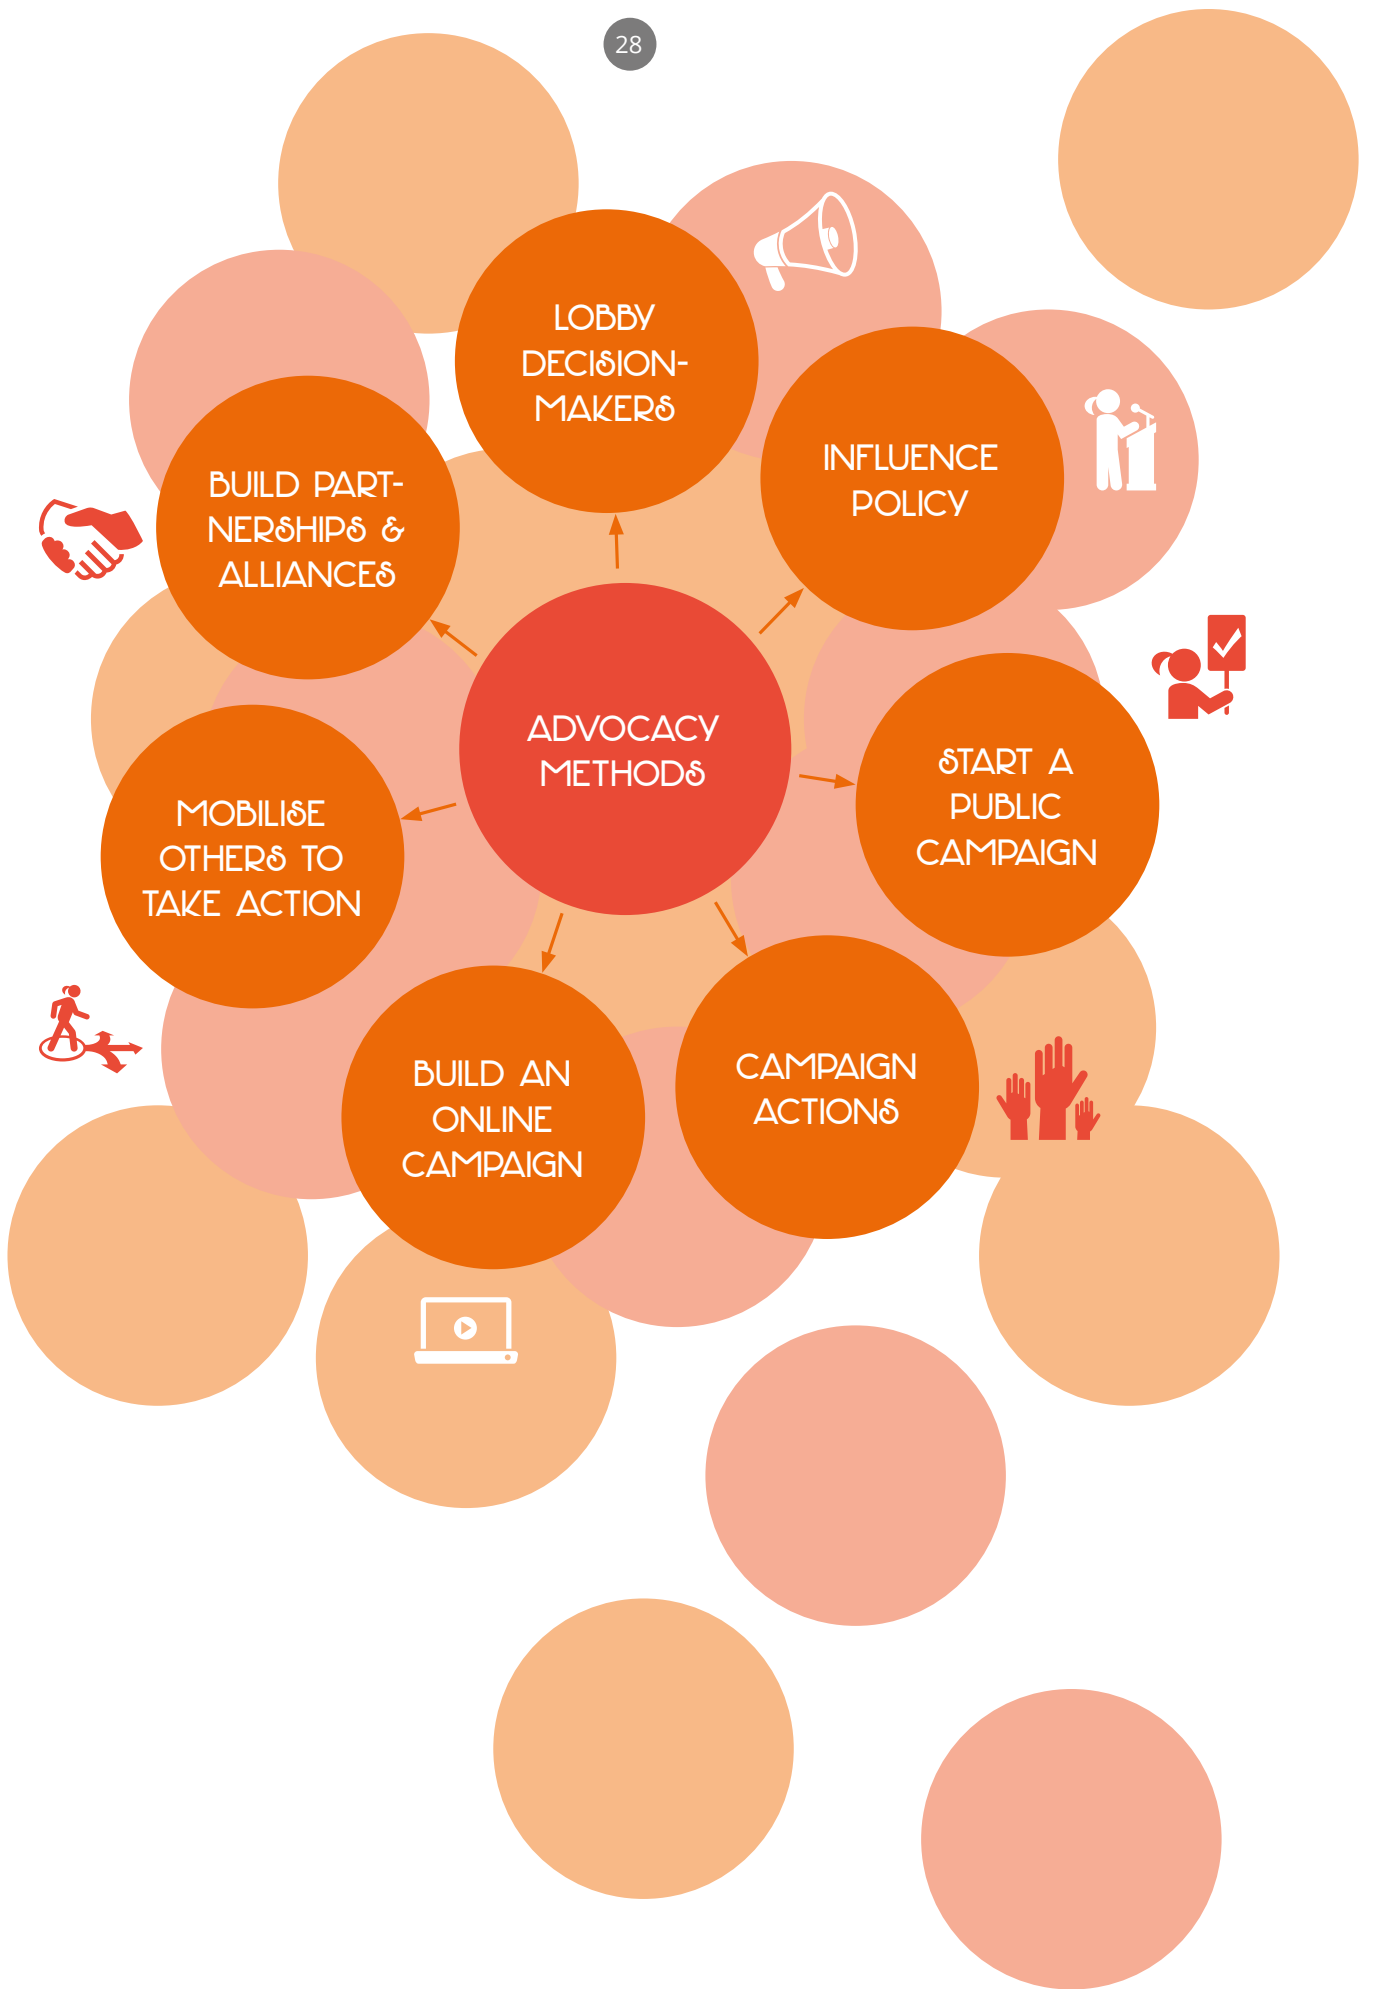 28
LOBBY
DECISION-
MAKERS
INFLUENCE
POLICY
BUILD PART-
NERSHIPS &
ALLIANCES
ADVOCACY
METHODS
START A
PUBLIC
CAMPAIGN
MOBILISE
OTHERS TO
TAKE ACTION
BUILD AN
ONLINE
CAMPAIGN
CAMPAIGN
ACTIONS